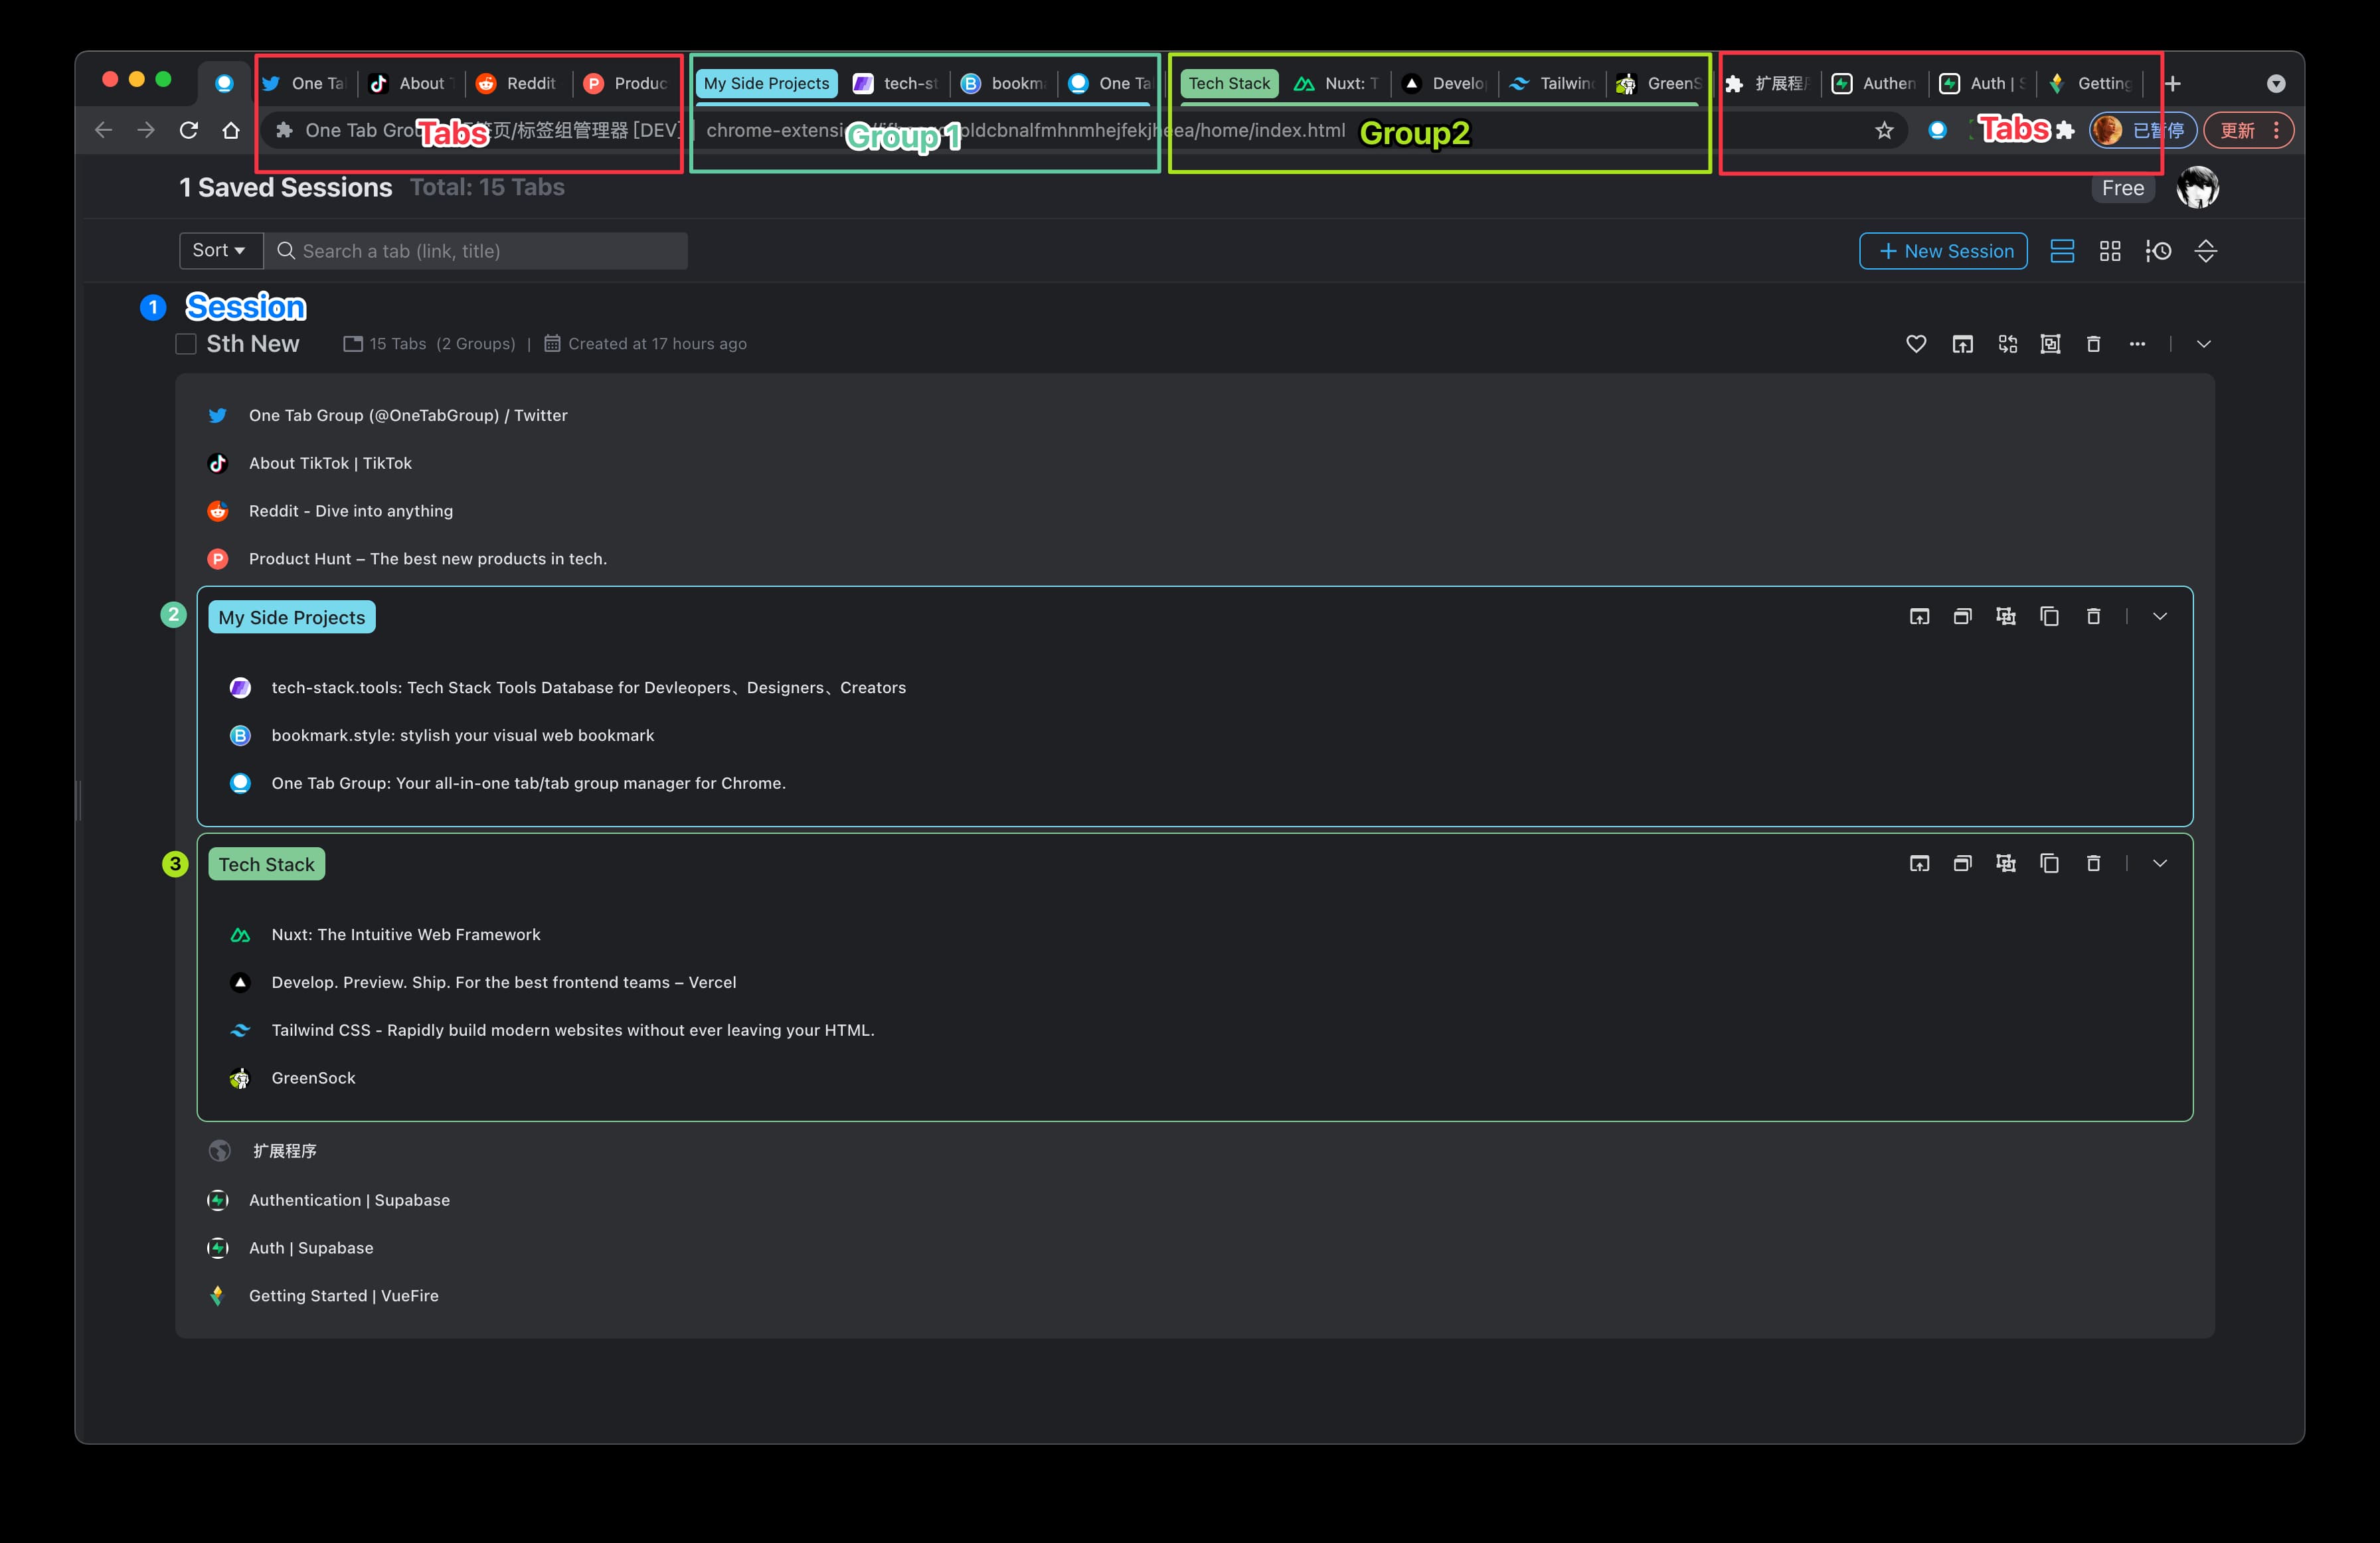 One Ta
About T
Reddit
Produc
My Side Projects
tech-st
bookma
One Ta
Tech Stack
Nuxt: T
Develo
Tailwind
GreenS
扩展程序
Authen
Auth | S
Getting
One Tab Grou
签页/标签组管理器 [DEV]
chrome-extensi
oldcbnalfmhnmhejfekjheea/home/index.html
Tabs
Group 1
Group2
Tabs
已暂停
更新
1 Saved Sessions Total: 15 Tabs
Free
Sort
Search a tab (link, title)
+ New Session
1 Session
Sth New 15 Tabs (2 Groups) | Created at 17 hours ago
One Tab Group (@OneTabGroup) / Twitter
About TikTok | TikTok
Reddit - Dive into anything
Product Hunt – The best new products in tech.
2 My Side Projects
tech-stack.tools: Tech Stack Tools Database for Devleopers、Designers、Creators
bookmark.style: stylish your visual web bookmark
One Tab Group: Your all-in-one tab/tab group manager for Chrome.
3 Tech Stack
Nuxt: The Intuitive Web Framework
Develop. Preview. Ship. For the best frontend teams – Vercel
Tailwind CSS - Rapidly build modern websites without ever leaving your HTML.
GreenSock
扩展程序
Authentication | Supabase
Auth | Supabase
Getting Started | VueFire